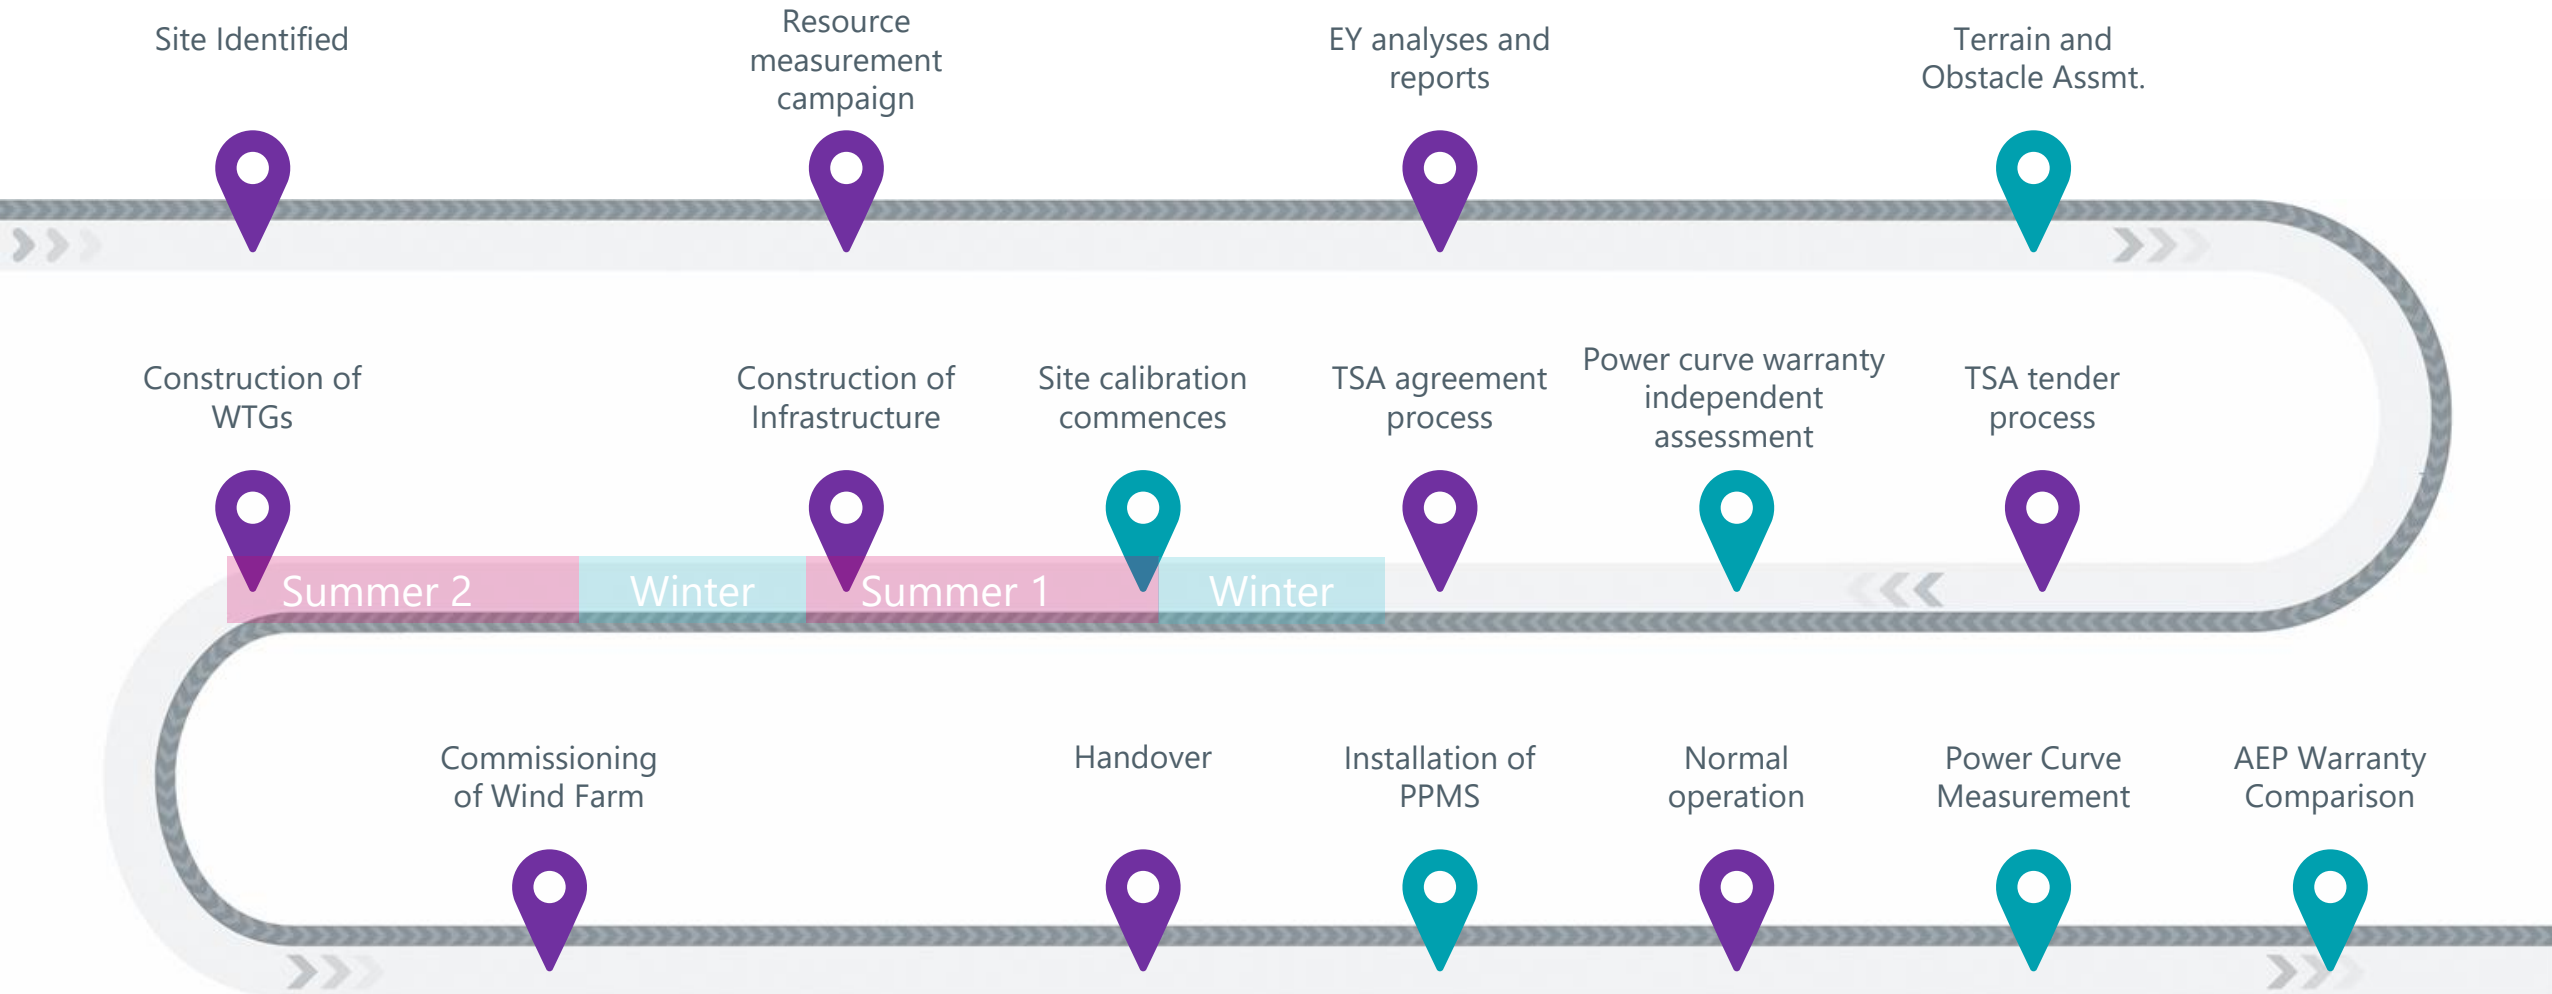 Site Identified
Resource
measurement
campaign
EY analyses and
reports
Terrain and
Obstacle Assmt.
Construction of
WTGs
Construction of
Infrastructure
Site calibration
commences
TSA agreement
process
Power curve warranty
independent
assessment
TSA tender
process
Summer 2
Winter
Summer 1
Winter
Commissioning
of Wind Farm
Handover
Installation of
PPMS
Normal
operation
Power Curve
Measurement
AEP Warranty
Comparison